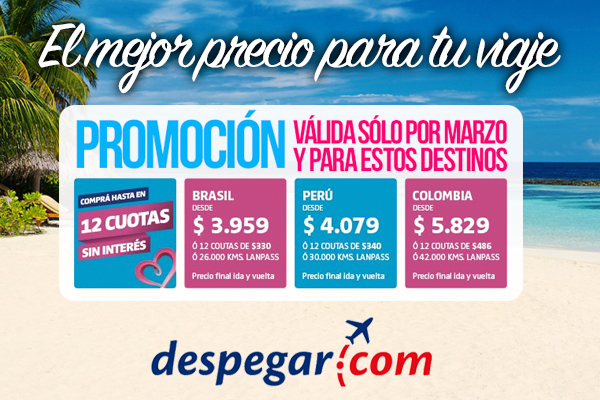 El mejor precio para tu viaje
PROMOCIÓN
VÁLIDA SÓLO POR MARZO
Y PARA ESTOS DESTINOS
COMPRÁ HASTA EN
12 CUOTAS
SIN INTERÉS
BRASIL
DESDE
$ 3.959
Ó 12 COUTAS DE $330
Ó 26.000 KMS. LANPASS
Precio final ida y vuelta
PERÚ
DESDE
$ 4.079
Ó 12 COUTAS DE $340
Ó 30.000 KMS. LANPASS
Precio final ida y vuelta
COLOMBIA
DESDE
$ 5.829
Ó 12 COUTAS DE $486
Ó 42.000 KMS. LANPASS
Precio final ida y vuelta
despegar.com